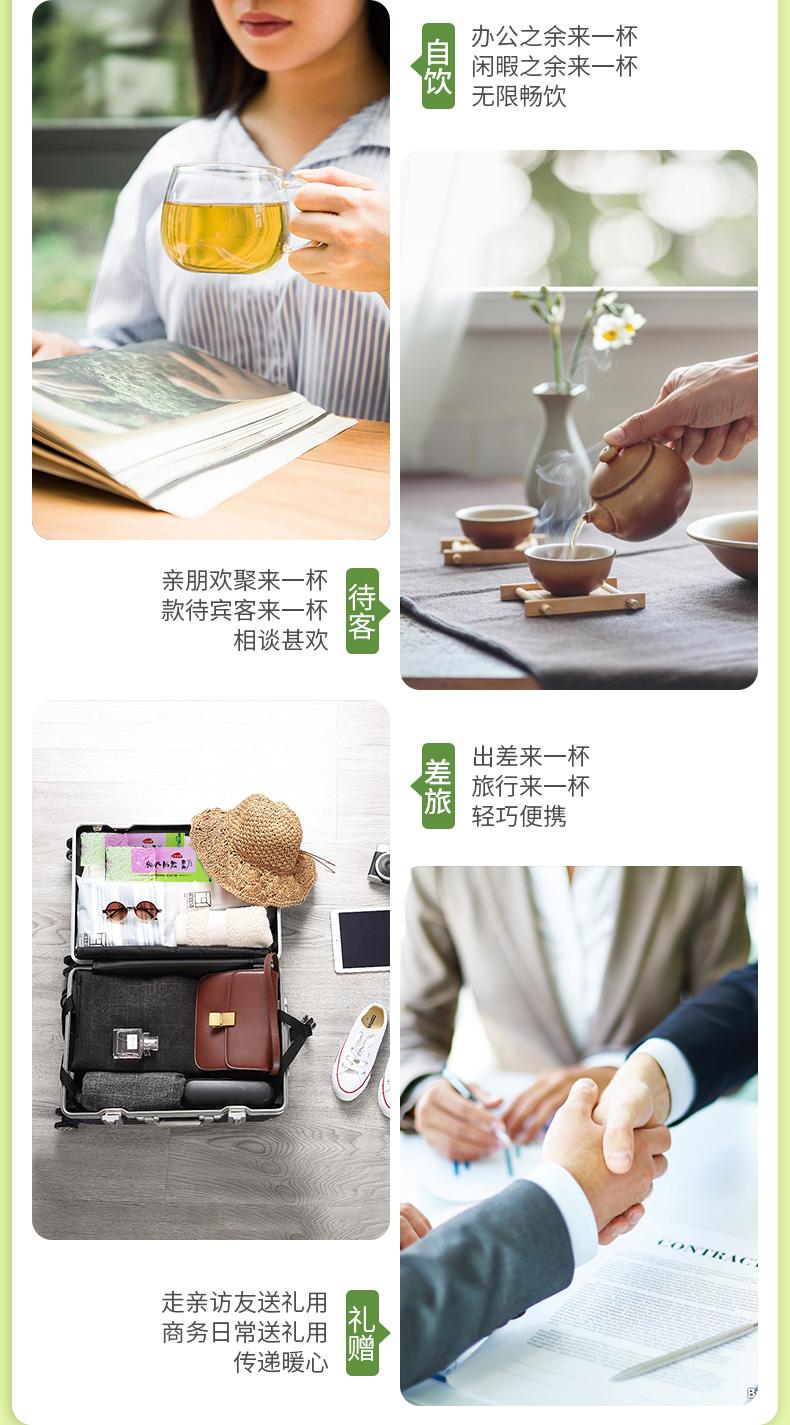 自饮
办公之余来一杯
闲暇之余来一杯
无限畅饮
亲朋欢聚来一杯
款待宾客来一杯
相谈甚欢
待客
差旅
出差来一杯
旅行来一杯
轻巧便携
走亲访友送礼用
商务日常送礼用
传递暖心
礼赠
CONTRACT